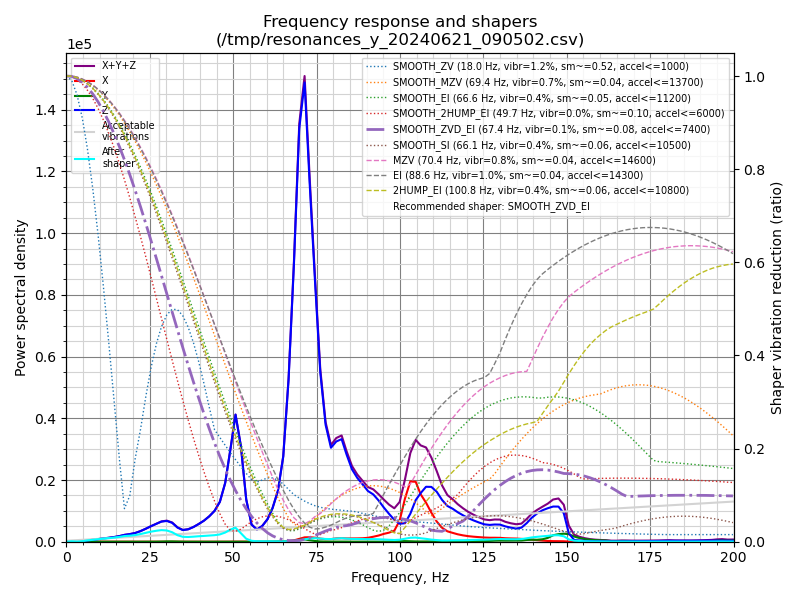 Frequency response and shapers
(/tmp/resonances_y_20240621_090502.csv)
1e5
X+Y+Z
X
Y
Z
Acceptable
vibrations
After
shaper
SMOOTH_ZV (18.0 Hz, vibr=1.2%, sm~=0.52, accel<=1000)
SMOOTH_MZV (69.4 Hz, vibr=0.7%, sm~=0.04, accel<=13700)
SMOOTH_EI (66.6 Hz, vibr=0.4%, sm~=0.05, accel<=11200)
SMOOTH_2HUMP_EI (49.7 Hz, vibr=0.0%, sm~=0.10, accel<=6000)
SMOOTH_ZVD_EI (67.4 Hz, vibr=0.1%, sm~=0.08, accel<=7400)
SMOOTH_SI (66.1 Hz, vibr=0.4%, sm~=0.06, accel<=10500)
MZV (70.4 Hz, vibr=0.8%, sm~=0.04, accel<=14600)
EI (88.6 Hz, vibr=1.0%, sm~=0.04, accel<=14300)
2HUMP_EI (100.8 Hz, vibr=0.4%, sm~=0.06, accel<=10800)
Recommended shaper: SMOOTH_ZVD_EI
Power spectral density
1.4
1.2
1.0
0.8
0.6
0.4
0.2
0.0
1.0
0.8
0.6
0.4
0.2
0.0
Shaper vibration reduction (ratio)
0 25 50 75 100 125 150 175 200
Frequency, Hz